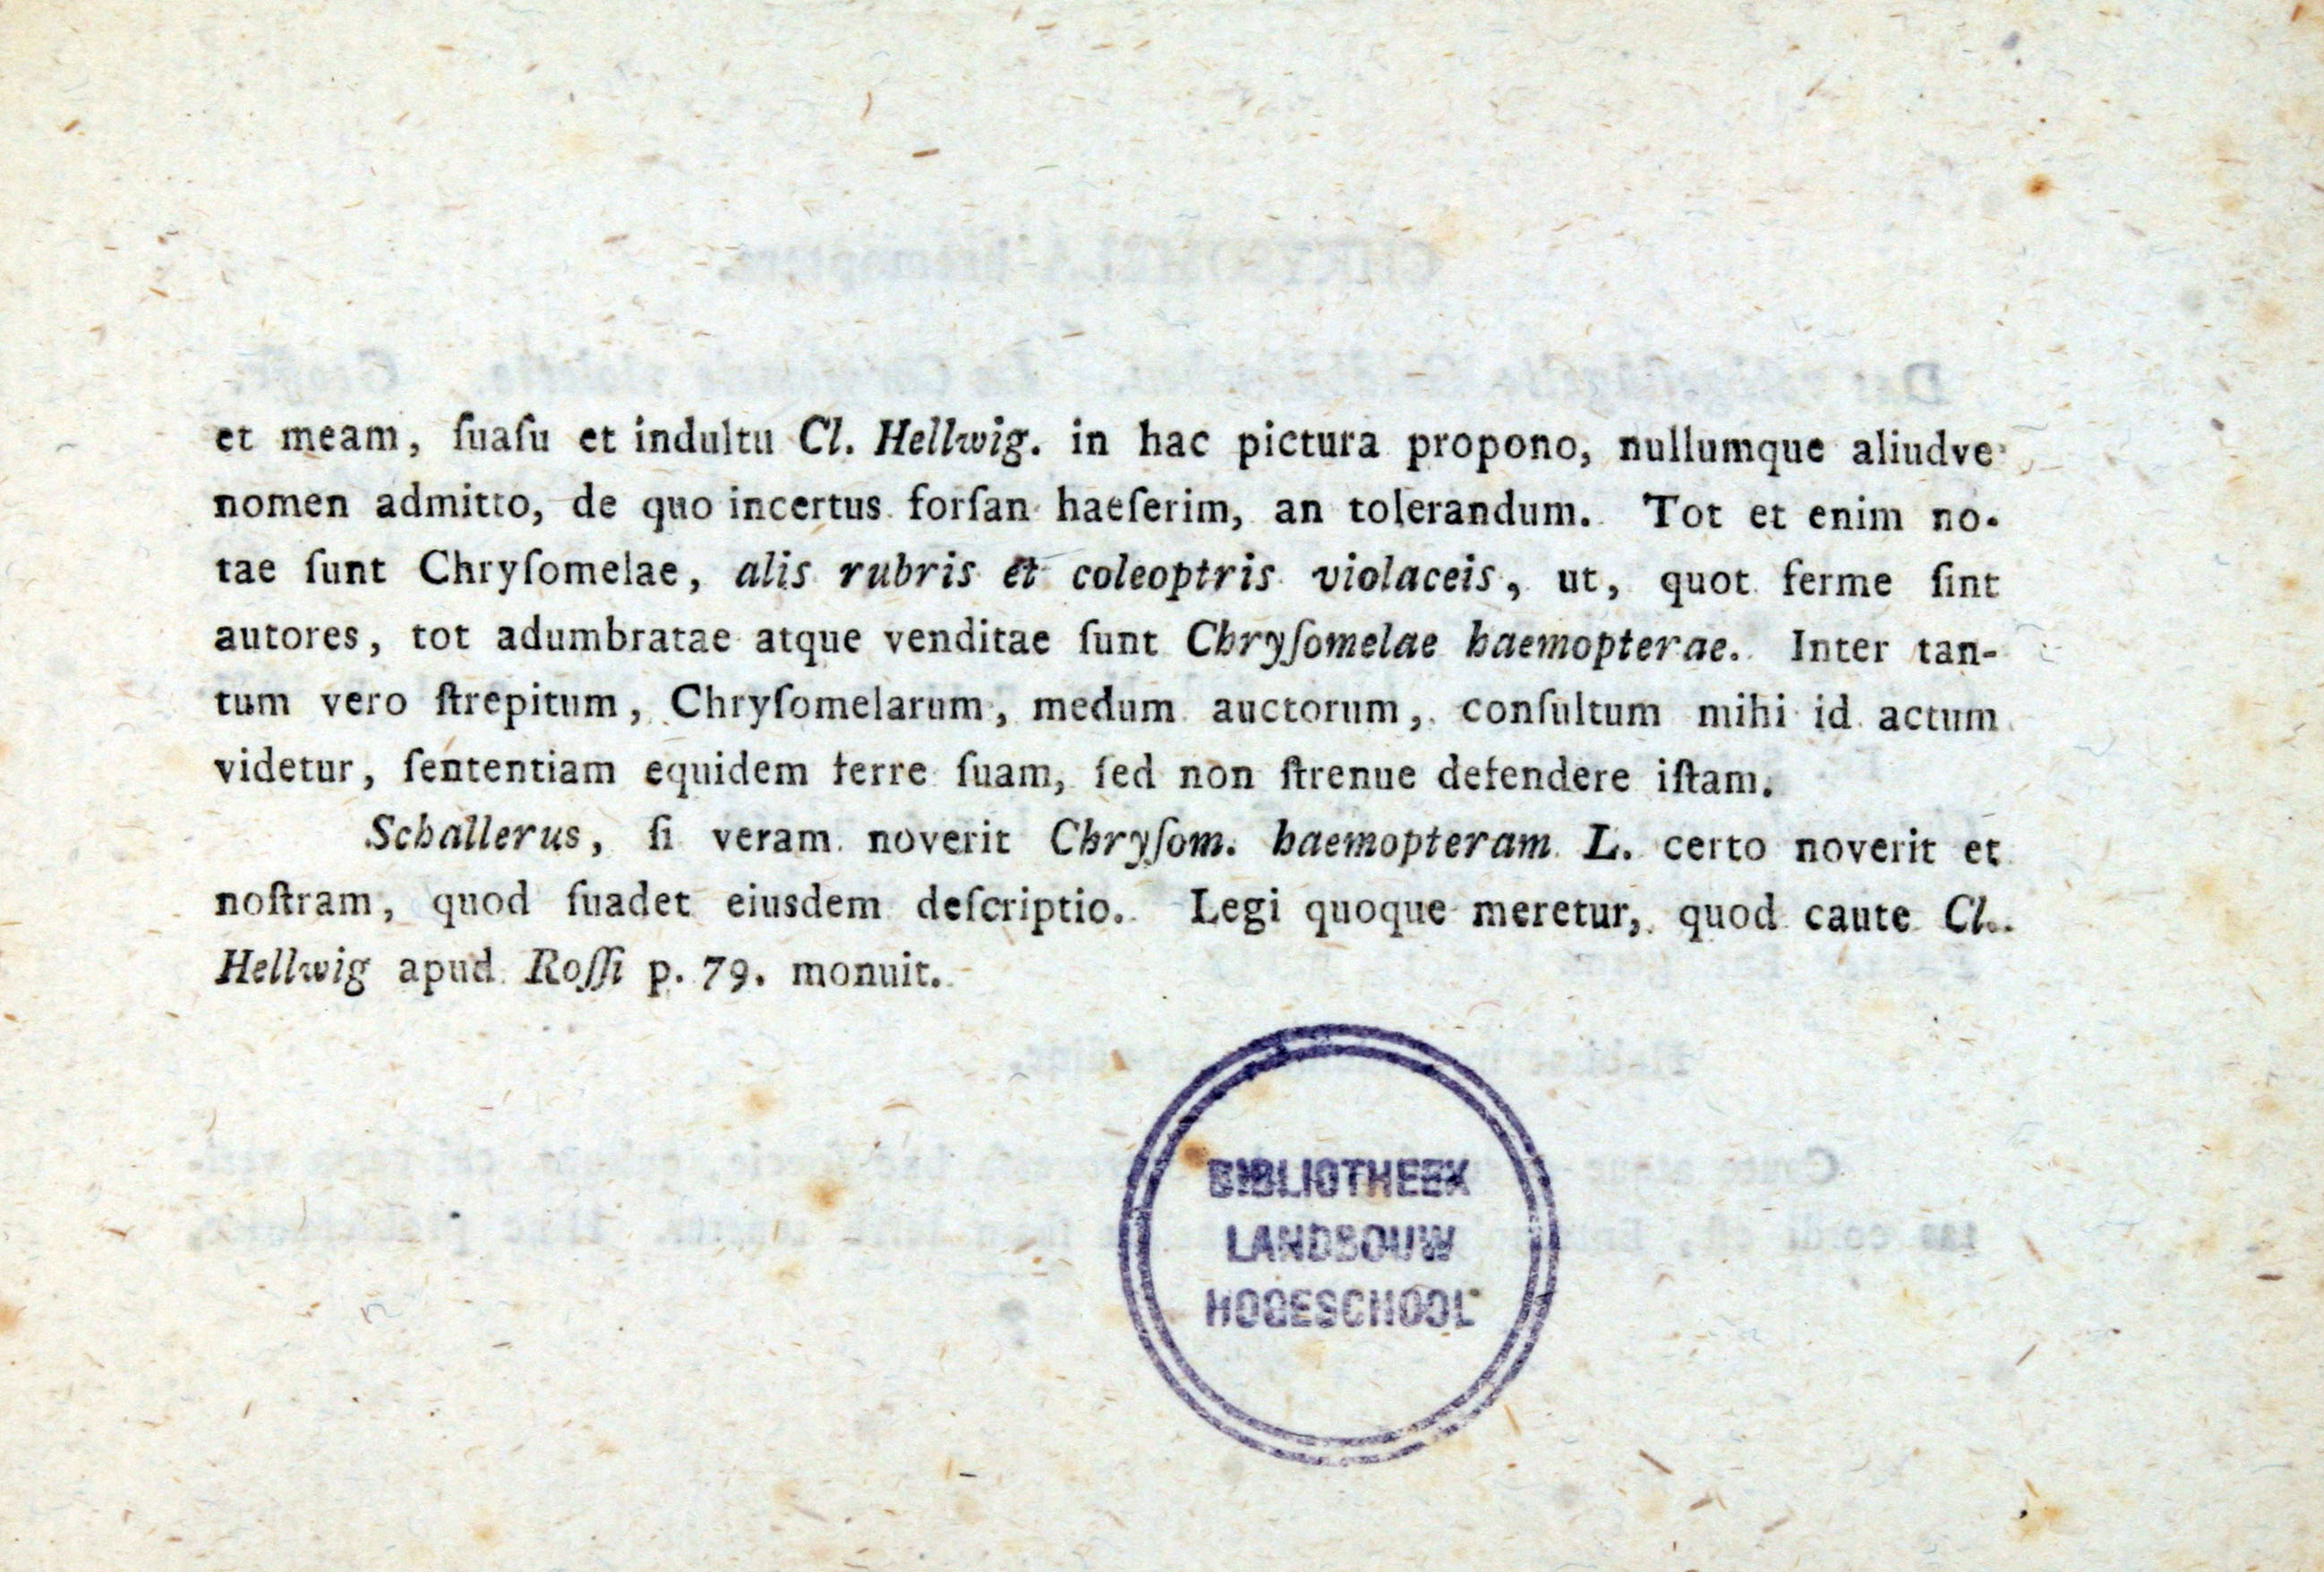 et meam, ſuaſu et indultu Cl. Hellwig. in hac pictura propono, nullumque aliudve
nomen admitto, de quo incertus forſan haeſerim, an tolerandum. Tot et enim no-
tae ſunt Chryſomelae, alis rubris et coleoptris violaceis, ut, quot ferme ſint
autores, tot adumbratae atque venditae ſunt Chryſomelae haemopterae. Inter tan-
tum vero ſtrepitum, Chryſomelarum, medum auctorum, conſultum mihi id actum
videtur, ſententiam equidem ferre ſuam, ſed non ſtrenue defendere iſtam.
Schallerus, ſi veram noverit Chryſom. haemopteram L. certo noverit et
noſtram, quod ſuadet eiusdem deſcriptio. Legi quoque meretur, quod caute Cl.
Hellwig apud Roſſi p. 79. monuit.
BIBLIOTHEEK
LANDBOUW
HOGESCHOOL